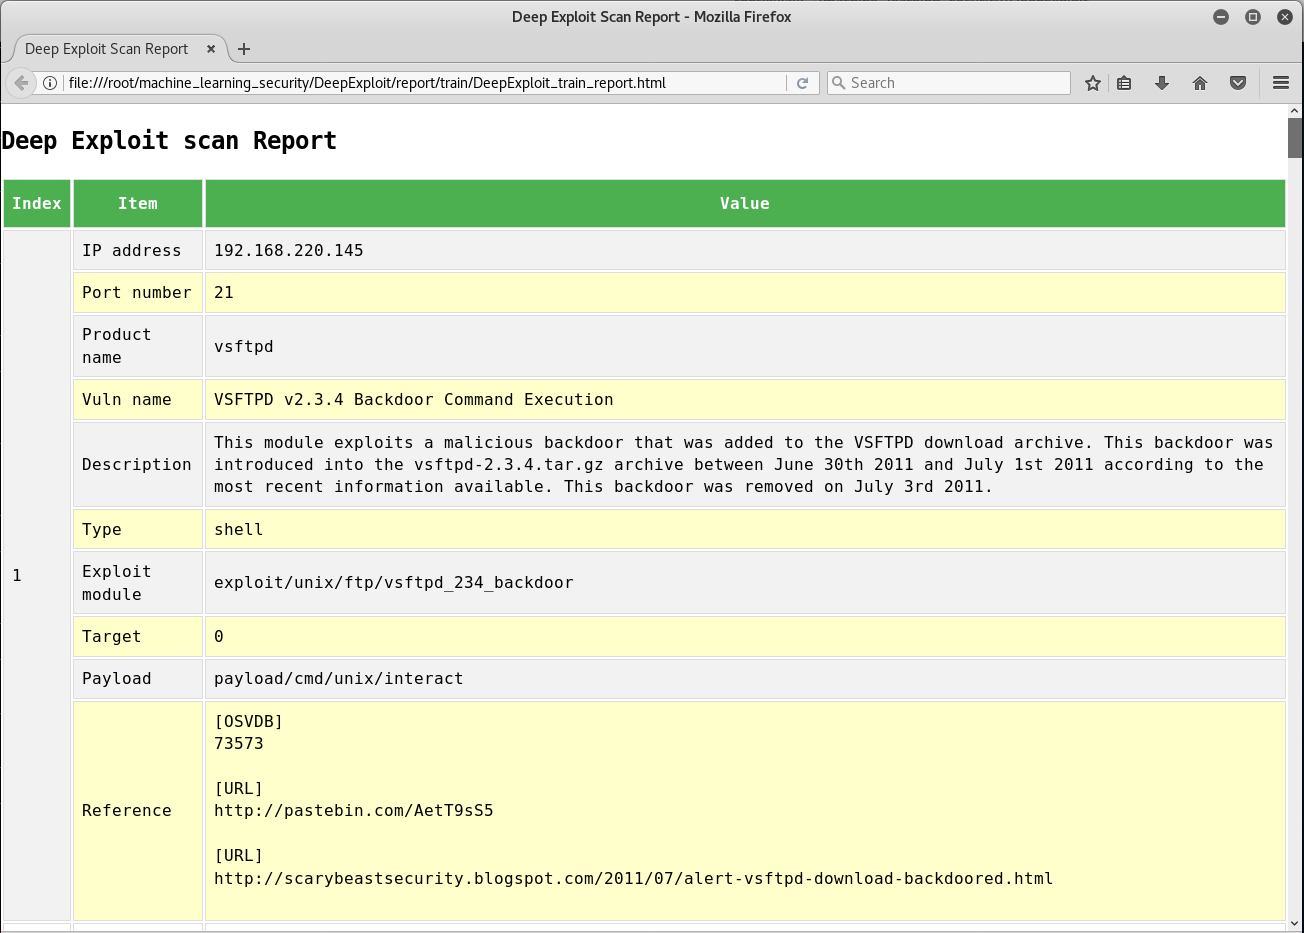 Deep Exploit Scan Report - Mozilla Firefox
Deep Exploit Scan Report
file:///root/machine_learning_security/DeepExploit/report/train/DeepExploit_train_report.html
Search
Deep Exploit scan Report
Index Item Value
1
IP address 192.168.220.145
Port number 21
Product
name
vsftpd
Vuln name VSFTPD v2.3.4 Backdoor Command Execution
Description
This module exploits a malicious backdoor that was added to the VSFTPD download archive. This backdoor was
introduced into the vsftpd-2.3.4.tar.gz archive between June 30th 2011 and July 1st 2011 according to the
most recent information available. This backdoor was removed on July 3rd 2011.
Type shell
Exploit
module
exploit/unix/ftp/vsftpd_234_backdoor
Target 0
Payload payload/cmd/unix/interact
Reference
[OSVDB]
73573
[URL]
http://pastebin.com/AetT9sS5
[URL]
http://scarybeastsecurity.blogspot.com/2011/07/alert-vsftpd-download-backdoored.html